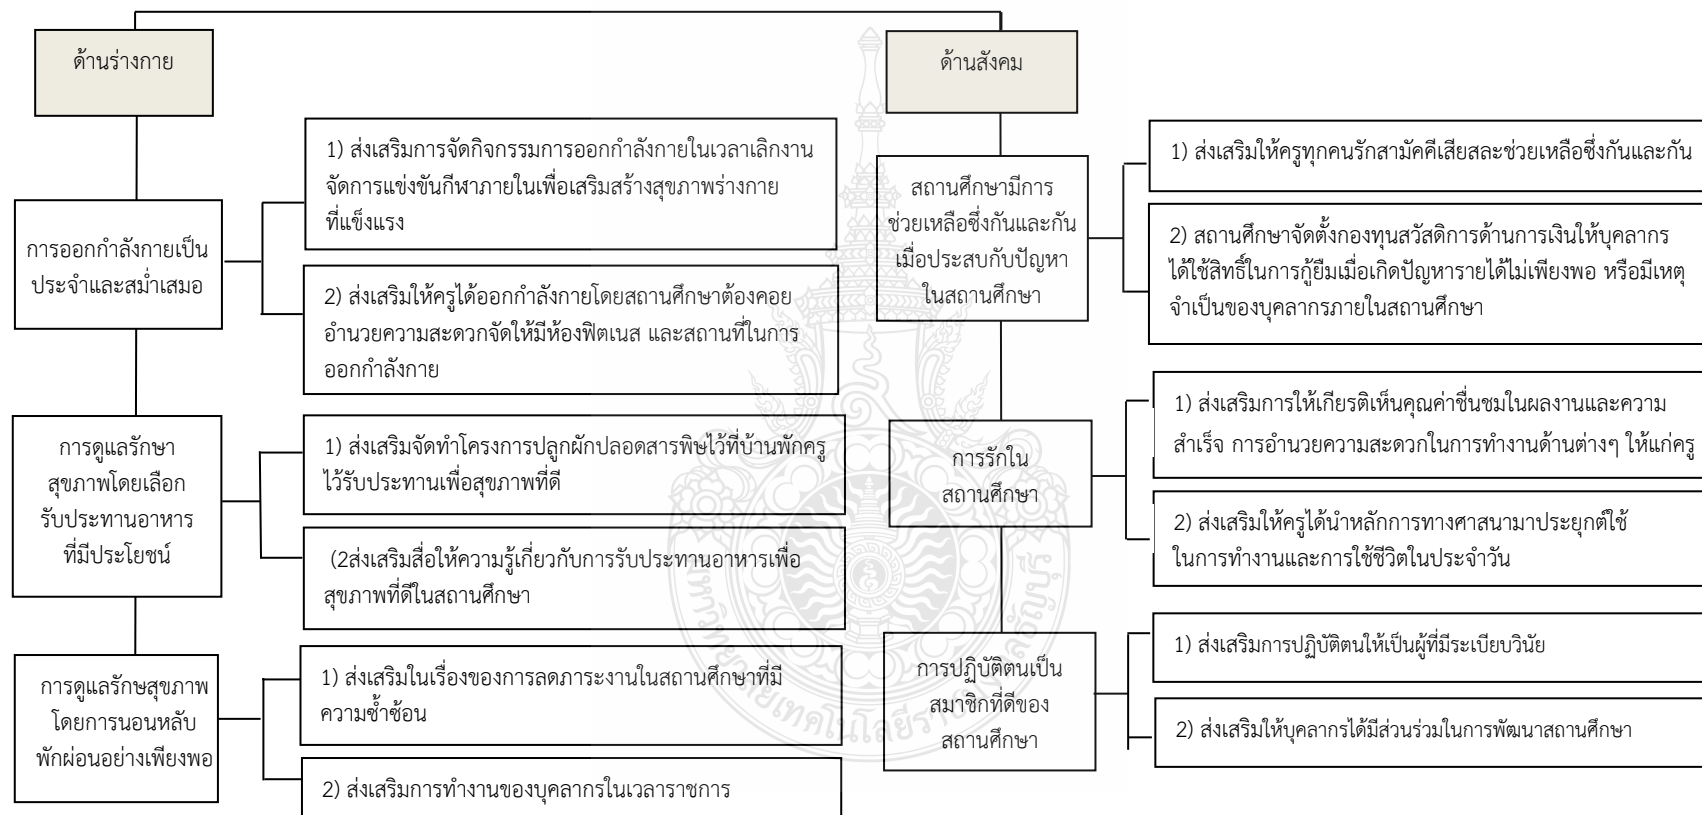 ด้านร่างกาย
การออกกำลังกายเป็น
ประจำและสม่ำเสมอ
1) ส่งเสริมการจัดกิจกรรมการออกกำลังกายในเวลาเลิกงาน
จัดการแข่งขันกีฬาภายในเพื่อเสริมสร้างสุขภาพร่างกาย
ที่แข็งแรง
2) ส่งเสริมให้ครูได้ออกกำลังกายโดยสถานศึกษาต้องคอย
อำนวยความสะดวกจัดให้มีห้องฟิตเนส และสถานที่ในการ
ออกกำลังกาย
การดูแลรักษา
สุขภาพโดยเลือก
รับประทานอาหาร
ที่มีประโยชน์
1) ส่งเสริมจัดทำโครงการปลูกผักปลอดสารพิษไว้ที่บ้านพักครู
ไว้รับประทานเพื่อสุขภาพที่ดี
(2ส่งเสริมสื่อให้ความรู้เกี่ยวกับการรับประทานอาหารเพื่อ
สุขภาพที่ดีในสถานศึกษา
การดูแลรักษสุขภาพ
โดยการนอนหลับ
พักผ่อนอย่างเพียงพอ
1) ส่งเสริมในเรื่องของการลดภาระงานในสถานศึกษาที่มี
ความซ้ำซ้อน
2) ส่งเสริมการทำงานของบุคลากรในเวลาราชการ
ด้านสังคม
สถานศึกษามีการ
ช่วยเหลือซึ่งกันและกัน
เมื่อประสบกับปัญหา
ในสถานศึกษา
1) ส่งเสริมให้ครูทุกคนรักสามัคคีเสียสละช่วยเหลือซึ่งกันและกัน
2) สถานศึกษาจัดตั้งกองทุนสวัสดิการด้านการเงินให้บุคลากร
ได้ใช้สิทธิ์ในการกู้ยืมเมื่อเกิดปัญหารายได้ไม่เพียงพอ หรือมีเหตุ
จำเป็นของบุคลากรภายในสถานศึกษา
การรักใน
สถานศึกษา
1) ส่งเสริมการให้เกียรติเห็นคุณค่าชื่นชมในผลงานและความ
สำเร็จ การอำนวยความสะดวกในการทำงานด้านต่างๆ ให้แก่ครู
2) ส่งเสริมให้ครูได้นำหลักการทางศาสนามาประยุกต์ใช้
ในการทำงานและการใช้ชีวิตในประจำวัน
การปฏิบัติตนเป็น
สมาชิกที่ดีของ
สถานศึกษา
1) ส่งเสริมการปฏิบัติตนให้เป็นผู้ที่มีระเบียบวินัย
2) ส่งเสริมให้บุคลากรได้มีส่วนร่วมในการพัฒนาสถานศึกษา